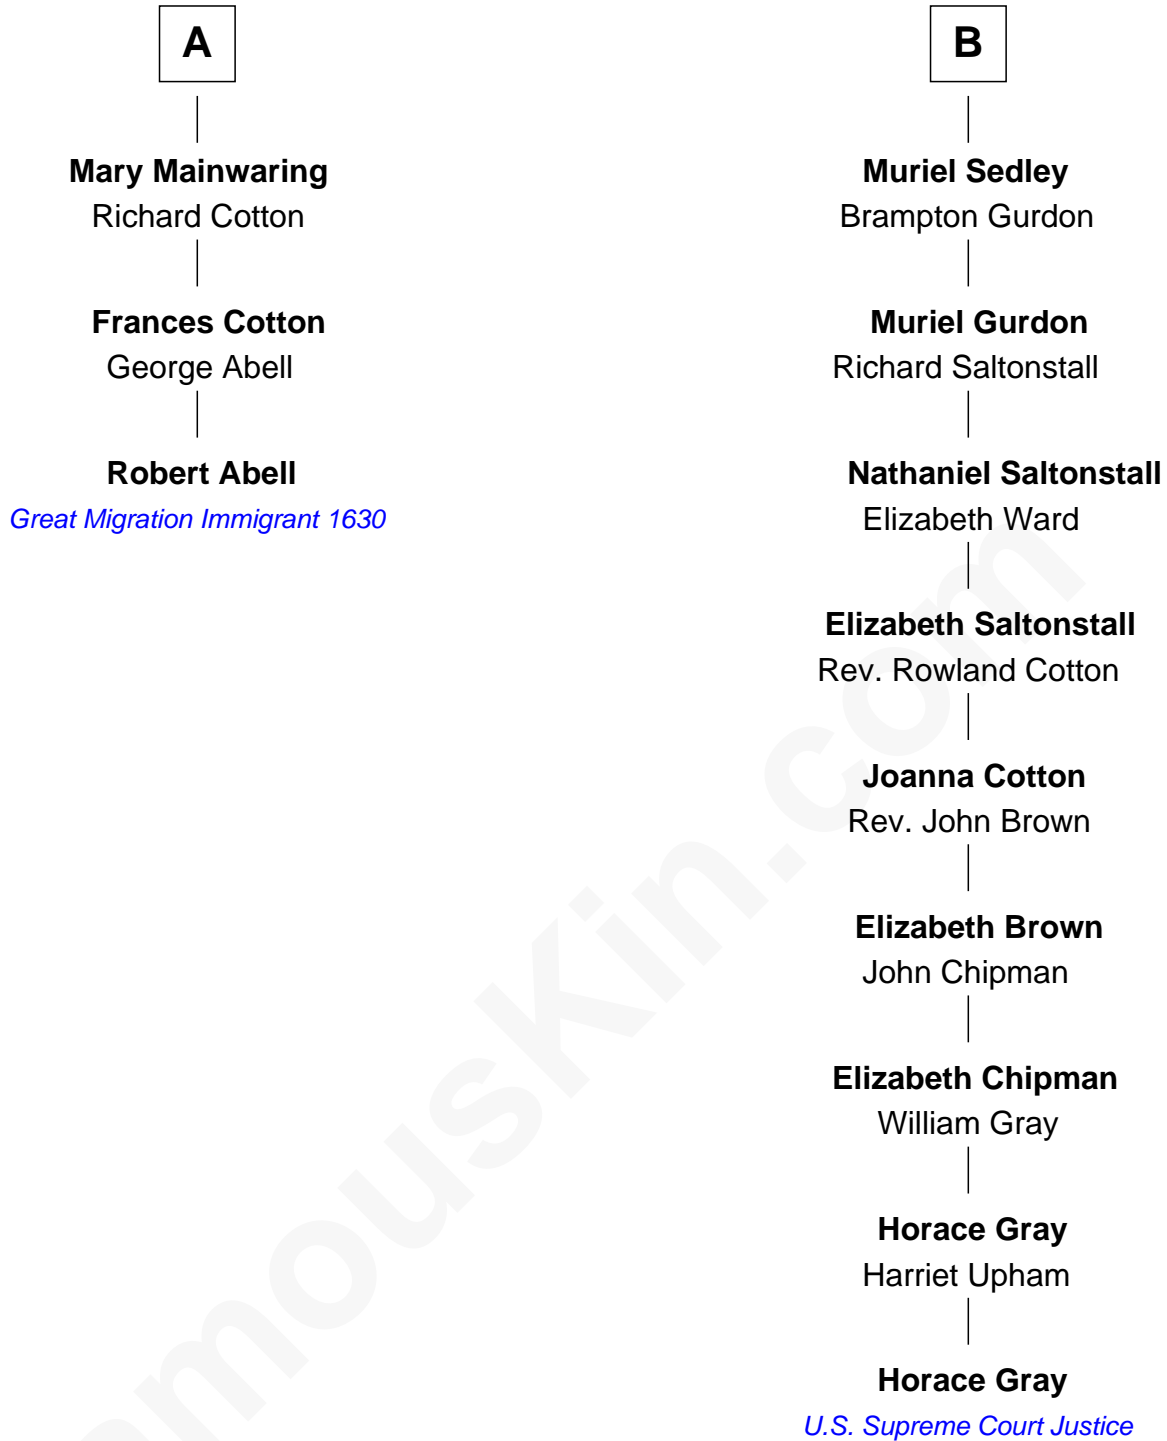 A
Mary Mainwaring
Richard Cotton
Frances Cotton
George Abell
Robert Abell
Great Migration Immigrant 1630
B
Muriel Sedley
Brampton Gurdon
Muriel Gurdon
Richard Saltonstall
Nathaniel Saltonstall
Elizabeth Ward
Elizabeth Saltonstall
Rev. Rowland Cotton
Joanna Cotton
Rev. John Brown
Elizabeth Brown
John Chipman
Elizabeth Chipman
William Gray
Horace Gray
Harriet Upham
Horace Gray
U.S. Supreme Court Justice
amouskin.com